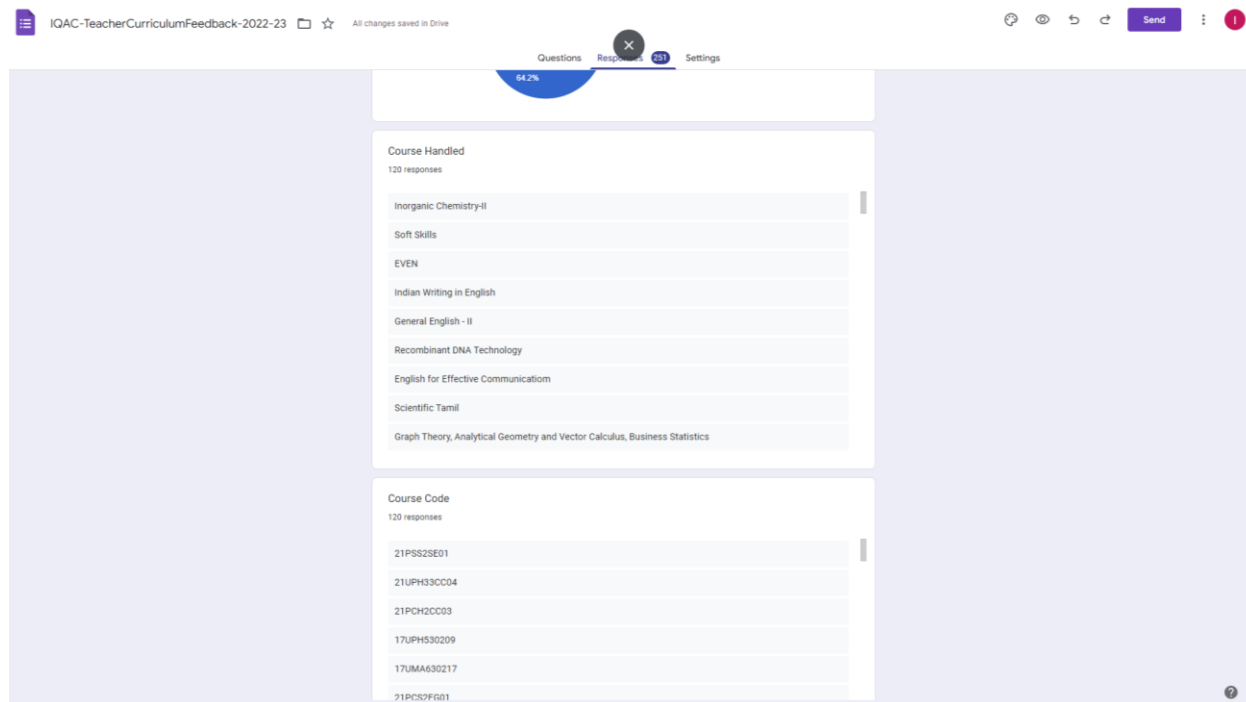 IQAC-TeacherCurriculumFeedback-2022-23 All changes saved in Drive Send I
Questions Responses 251 Settings
64.2%
Course Handled
120 responses
Inorganic Chemistry-II
Soft Skills
EVEN
Indian Writing in English
General English - II
Recombinant DNA Technology
English for Effective Communicatiom
Scientific Tamil
Graph Theory, Analytical Geometry and Vector Calculus, Business Statistics
Course Code
120 responses
21PSS2SE01
21UPH33CC04
21PCH2CC03
17UPH530209
17UMA630217
21PCS2EG01